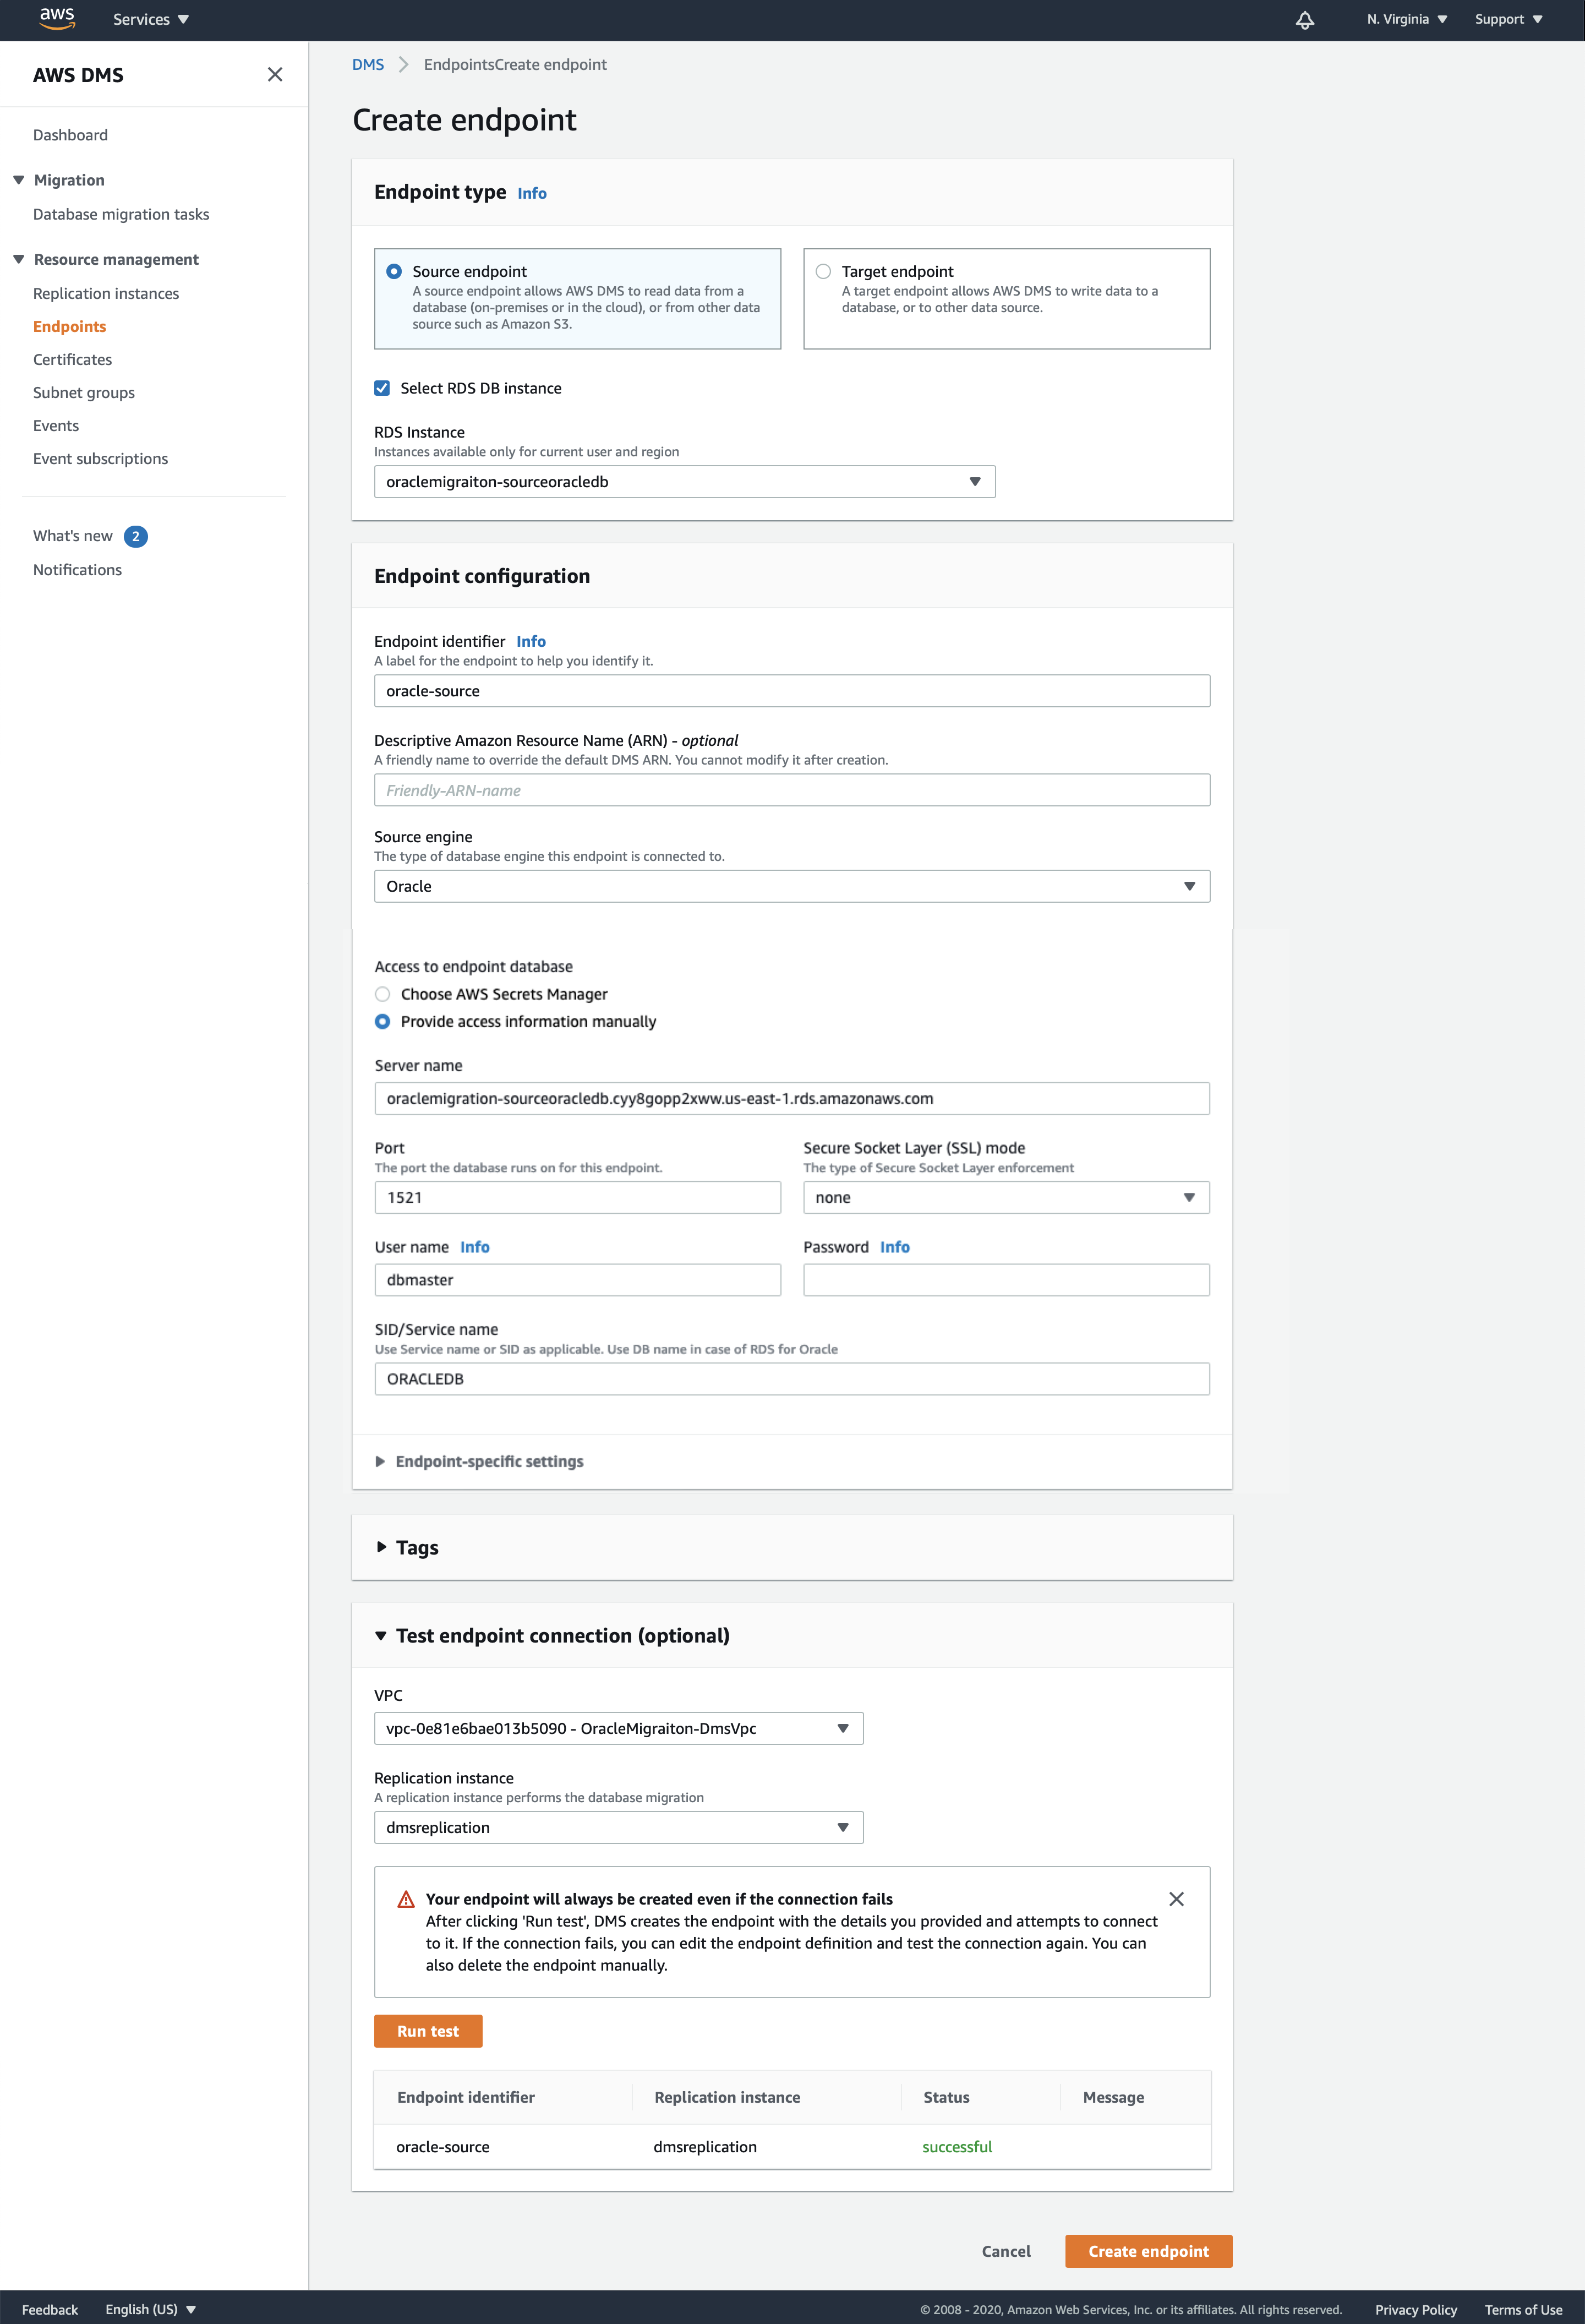 aws
Services
N. Virginia
Support
AWS DMS
Dashboard
Migration
Database migration tasks
Resource management
Replication instances
Endpoints
Certificates
Subnet groups
Events
Event subscriptions
What's new 2
Notifications
DMS EndpointsCreate endpoint
Create endpoint
Endpoint type Info
Source endpoint
A source endpoint allows AWS DMS to read data from a
database (on-premises or in the cloud), or from other data
source such as Amazon S3.
Target endpoint
A target endpoint allows AWS DMS to write data to a
database, or to other data source.
Select RDS DB instance
RDS Instance
Instances available only for current user and region
oraclemigraiton-sourceoracledb
Endpoint configuration
Endpoint identifier Info
A label for the endpoint to help you identify it.
oracle-source
Descriptive Amazon Resource Name (ARN) - optional
A friendly name to override the default DMS ARN. You cannot modify it after creation.
Friendly-ARN-name
Source engine
The type of database engine this endpoint is connected to.
Oracle
Access to endpoint database
Choose AWS Secrets Manager
Provide access information manually
Server name
oraclemigration-sourceoracledb.cyy8gopp2xww.us-east-1.rds.amazonaws.com
Port
The port the database runs on for this endpoint.
1521
Secure Socket Layer (SSL) mode
The type of Secure Socket Layer enforcement
none
User name Info
dbmaster
Password Info
SID/Service name
Use Service name or SID as applicable. Use DB name in case of RDS for Oracle
ORACLEDB
Endpoint-specific settings
Tags
Test endpoint connection (optional)
VPC
vpc-0e81e6bae013b5090 - OracleMigraiton-DmsVpc
Replication instance
A replication instance performs the database migration
dmsreplication
Your endpoint will always be created even if the connection fails
After clicking 'Run test', DMS creates the endpoint with the details you provided and attempts to connect
to it. If the connection fails, you can edit the endpoint definition and test the connection again. You can
also delete the endpoint manually.
Run test
Endpoint identifier Replication instance Status Message
oracle-source dmsreplication successful
Cancel
Create endpoint
Feedback
English (US)
© 2008 - 2020, Amazon Web Services, Inc. or its affiliates. All rights reserved.
Privacy Policy
Terms of Use